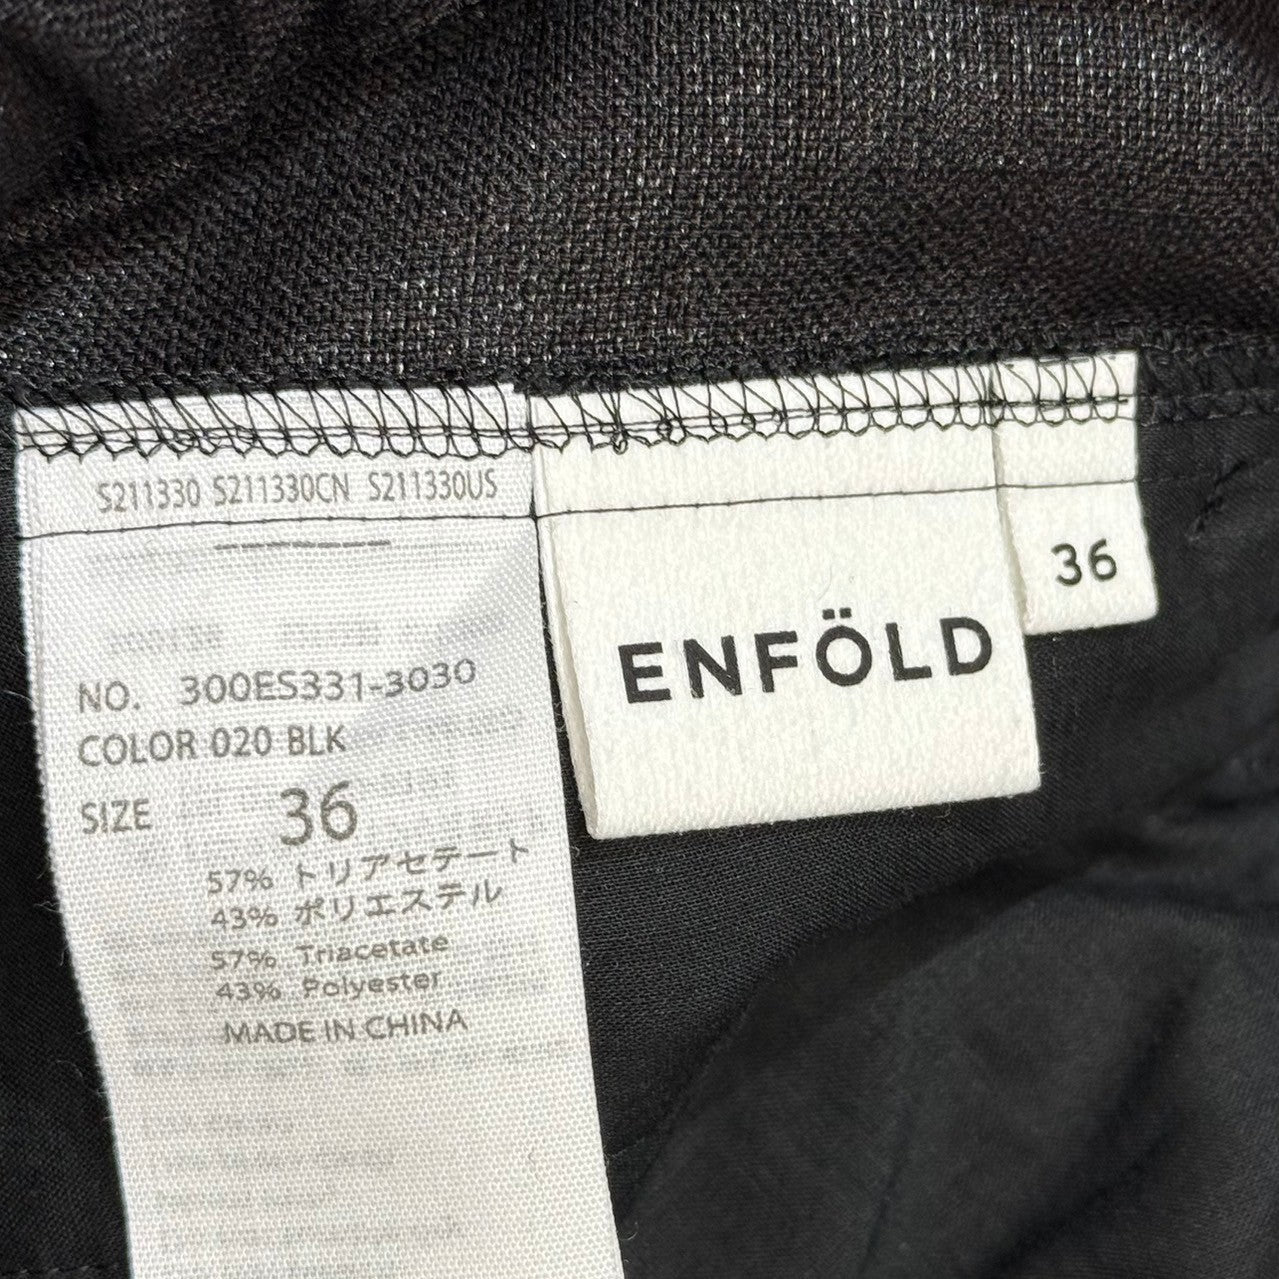 S211330 S211330CN S211330US
NO. 300ES331-3030
COLOR 020 BLK
SIZE 36
57% トリアセテート
43% ポリエステル
57% Triacetate
43% Polyester
MADE IN CHINA
ENFÖLD
36